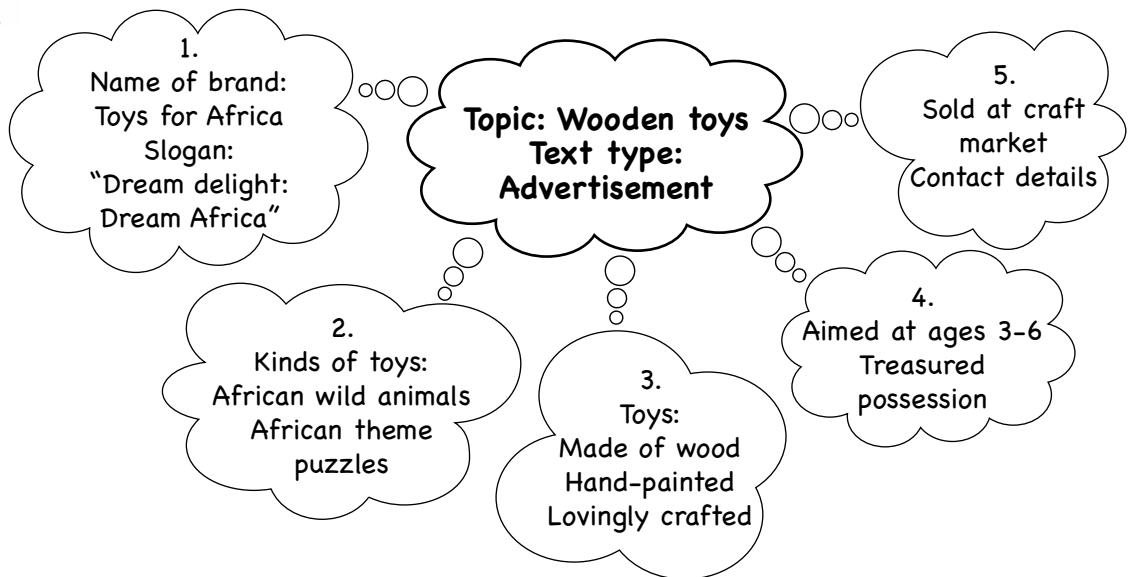 Topic: Wooden toys
Text type:
Advertisement
1.
Name of brand:
Toys for Africa
Slogan:
“Dream delight:
Dream Africa”
2.
Kinds of toys:
African wild animals
African theme
puzzles
3.
Toys:
Made of wood
Hand-painted
Lovingly crafted
4.
Aimed at ages 3-6
Treasured
possession
5.
Sold at craft
market
Contact details